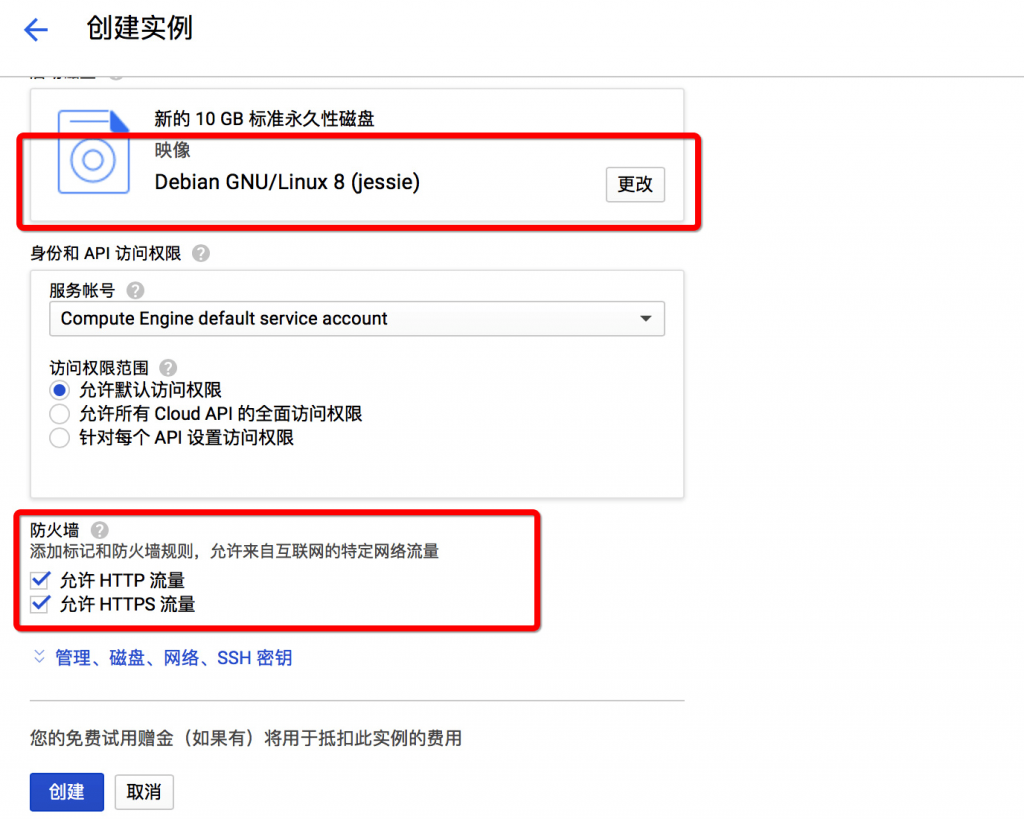 创建实例
新的 10 GB 标准永久性磁盘
映像
Debian GNU/Linux 8 (jessie)
更改
身份和 API 访问权限
服务帐号
Compute Engine default service account
访问权限范围
允许默认访问权限
允许所有 Cloud API 的全面访问权限
针对每个 API 设置访问权限
防火墙
添加标记和防火墙规则，允许来自互联网的特定网络流量
允许 HTTP 流量
允许 HTTPS 流量
管理、磁盘、网络、SSH 密钥
您的免费试用赠金（如果有）将用于抵扣此实例的费用
创建 取消